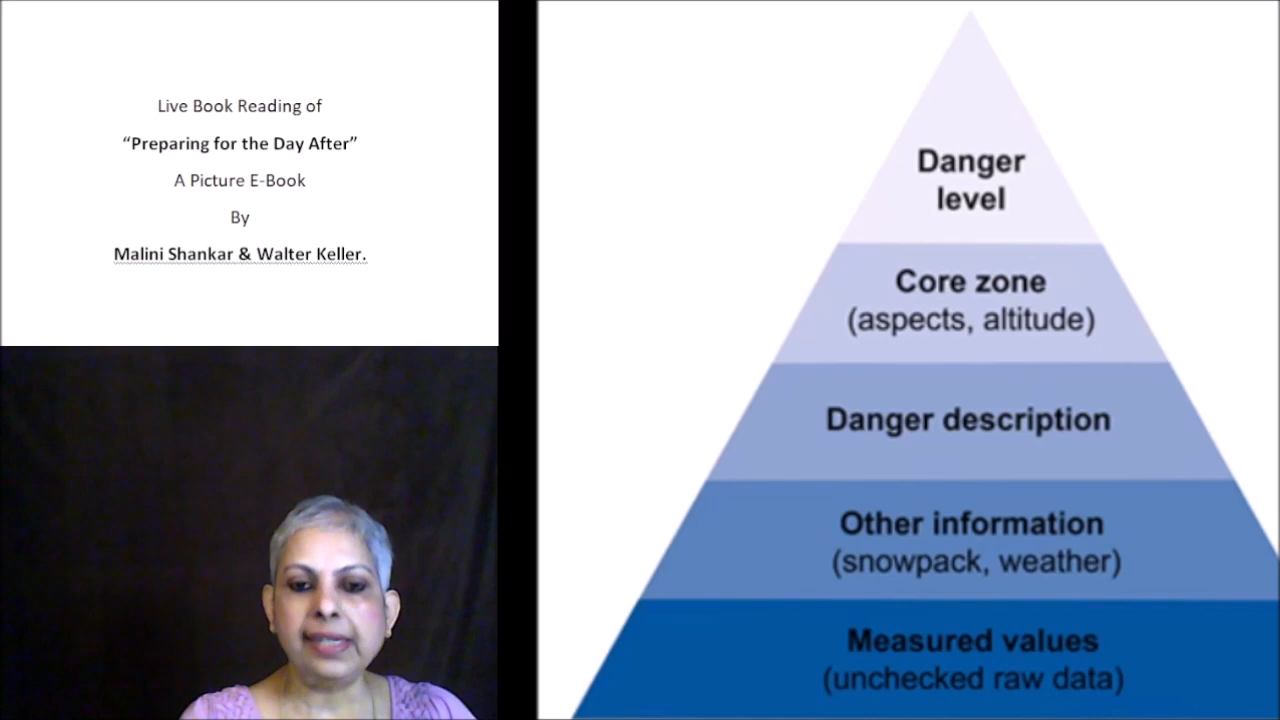 Live Book Reading of
“Preparing for the Day After”
A Picture E-Book
By
Malini Shankar & Walter Keller.
Danger
level
Core zone
(aspects, altitude)
Danger description
Other information
(snowpack, weather)
Measured values
(unchecked raw data)